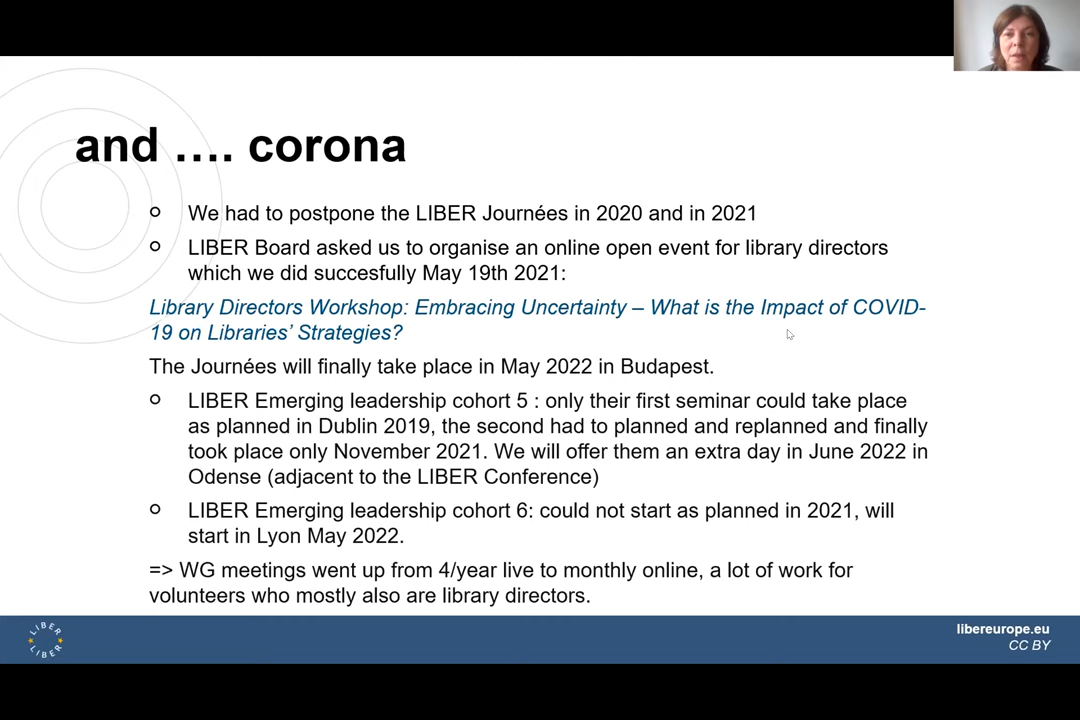 and …. corona
We had to postpone the LIBER Journées in 2020 and in 2021
LIBER Board asked us to organise an online open event for library directors
which we did succesfully May 19th 2021:
Library Directors Workshop: Embracing Uncertainty – What is the Impact of COVID-
19 on Libraries’ Strategies?
The Journées will finally take place in May 2022 in Budapest.
LIBER Emerging leadership cohort 5 : only their first seminar could take place
as planned in Dublin 2019, the second had to planned and replanned and finally
took place only November 2021. We will offer them an extra day in June 2022 in
Odense (adjacent to the LIBER Conference)
LIBER Emerging leadership cohort 6: could not start as planned in 2021, will
start in Lyon May 2022.
=> WG meetings went up from 4/year live to monthly online, a lot of work for
volunteers who mostly also are library directors.
LIBER
LIBER
libereurope.eu
CC BY